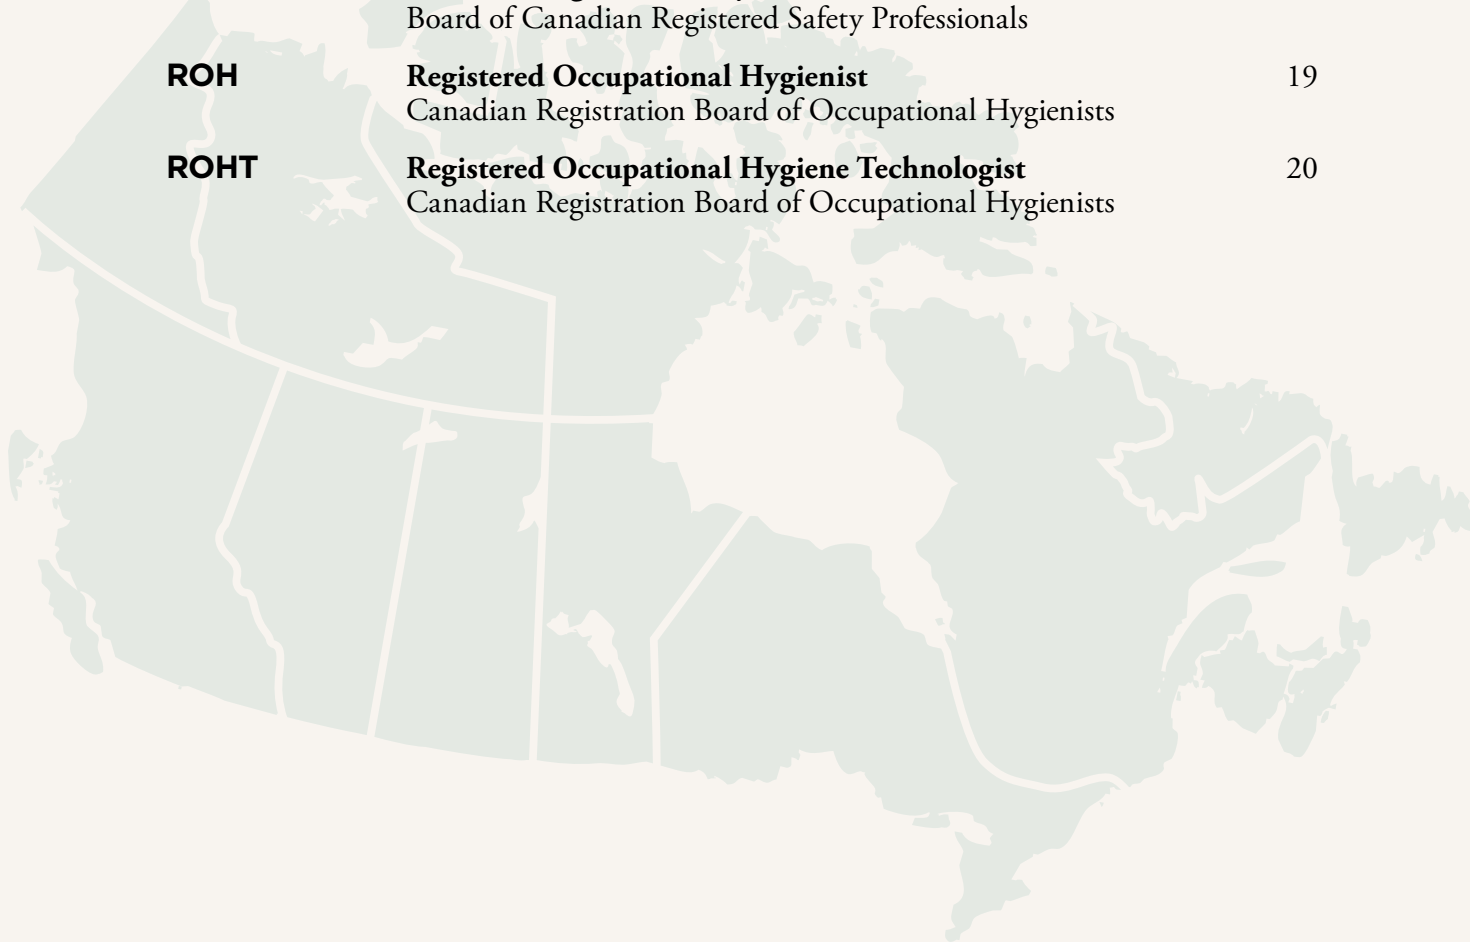 Board of Canadian Registered Safety Professionals
ROH Registered Occupational Hygienist 19
Canadian Registration Board of Occupational Hygienists
ROHT Registered Occupational Hygiene Technologist 20
Canadian Registration Board of Occupational Hygienists